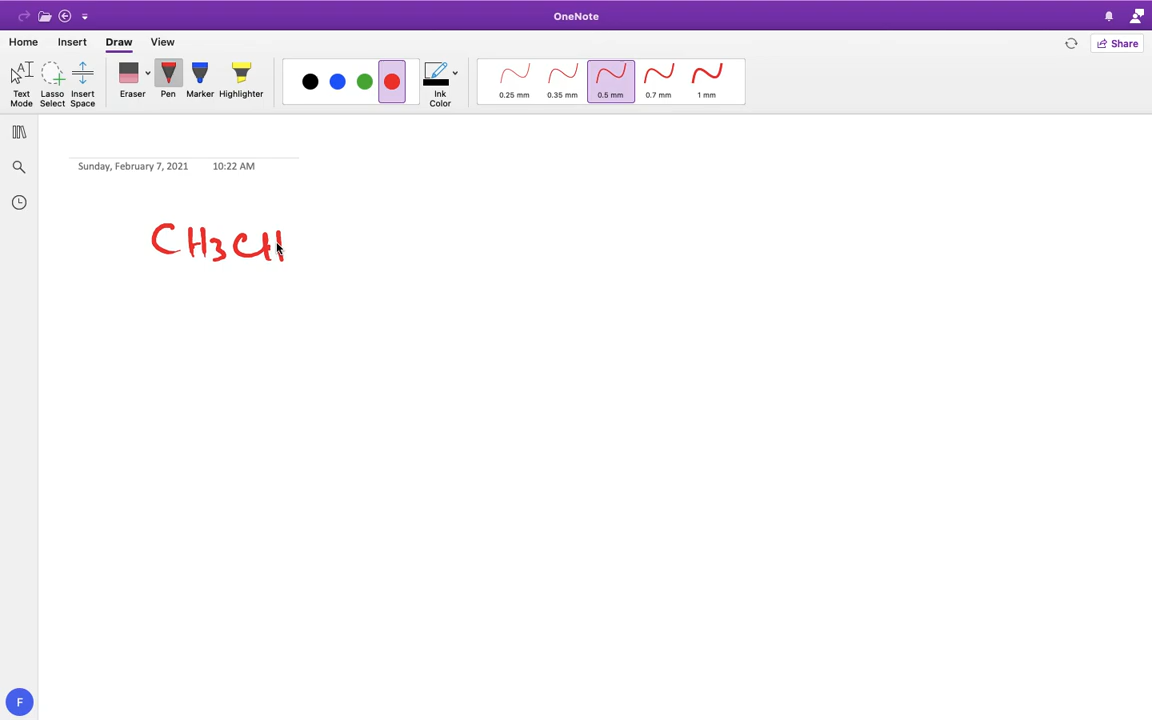 OneNote
Home Insert Draw View
Share
Text Mode
Lasso Select
Insert Space
Eraser
Pen
Marker
Highlighter
Ink Color
0.25 mm
0.35 mm
0.5 mm
0.7 mm
1 mm
Sunday, February 7, 2021 10:22 AM
CH3CH
F